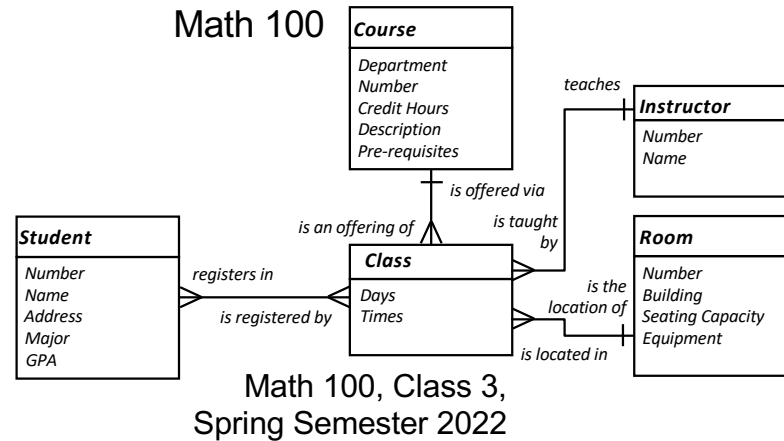 Math 100
Course
Department
Number
Credit Hours
Description
Pre-requisites
teaches
Instructor
Number
Name
is offered via
is an offering of
is taught
by
Student
Number
Name
Address
Major
GPA
registers in
is registered by
Class
Days
Times
Room
Number
Building
Seating Capacity
Equipment
is the
location of
is located in
Math 100, Class 3,
Spring Semester 2022